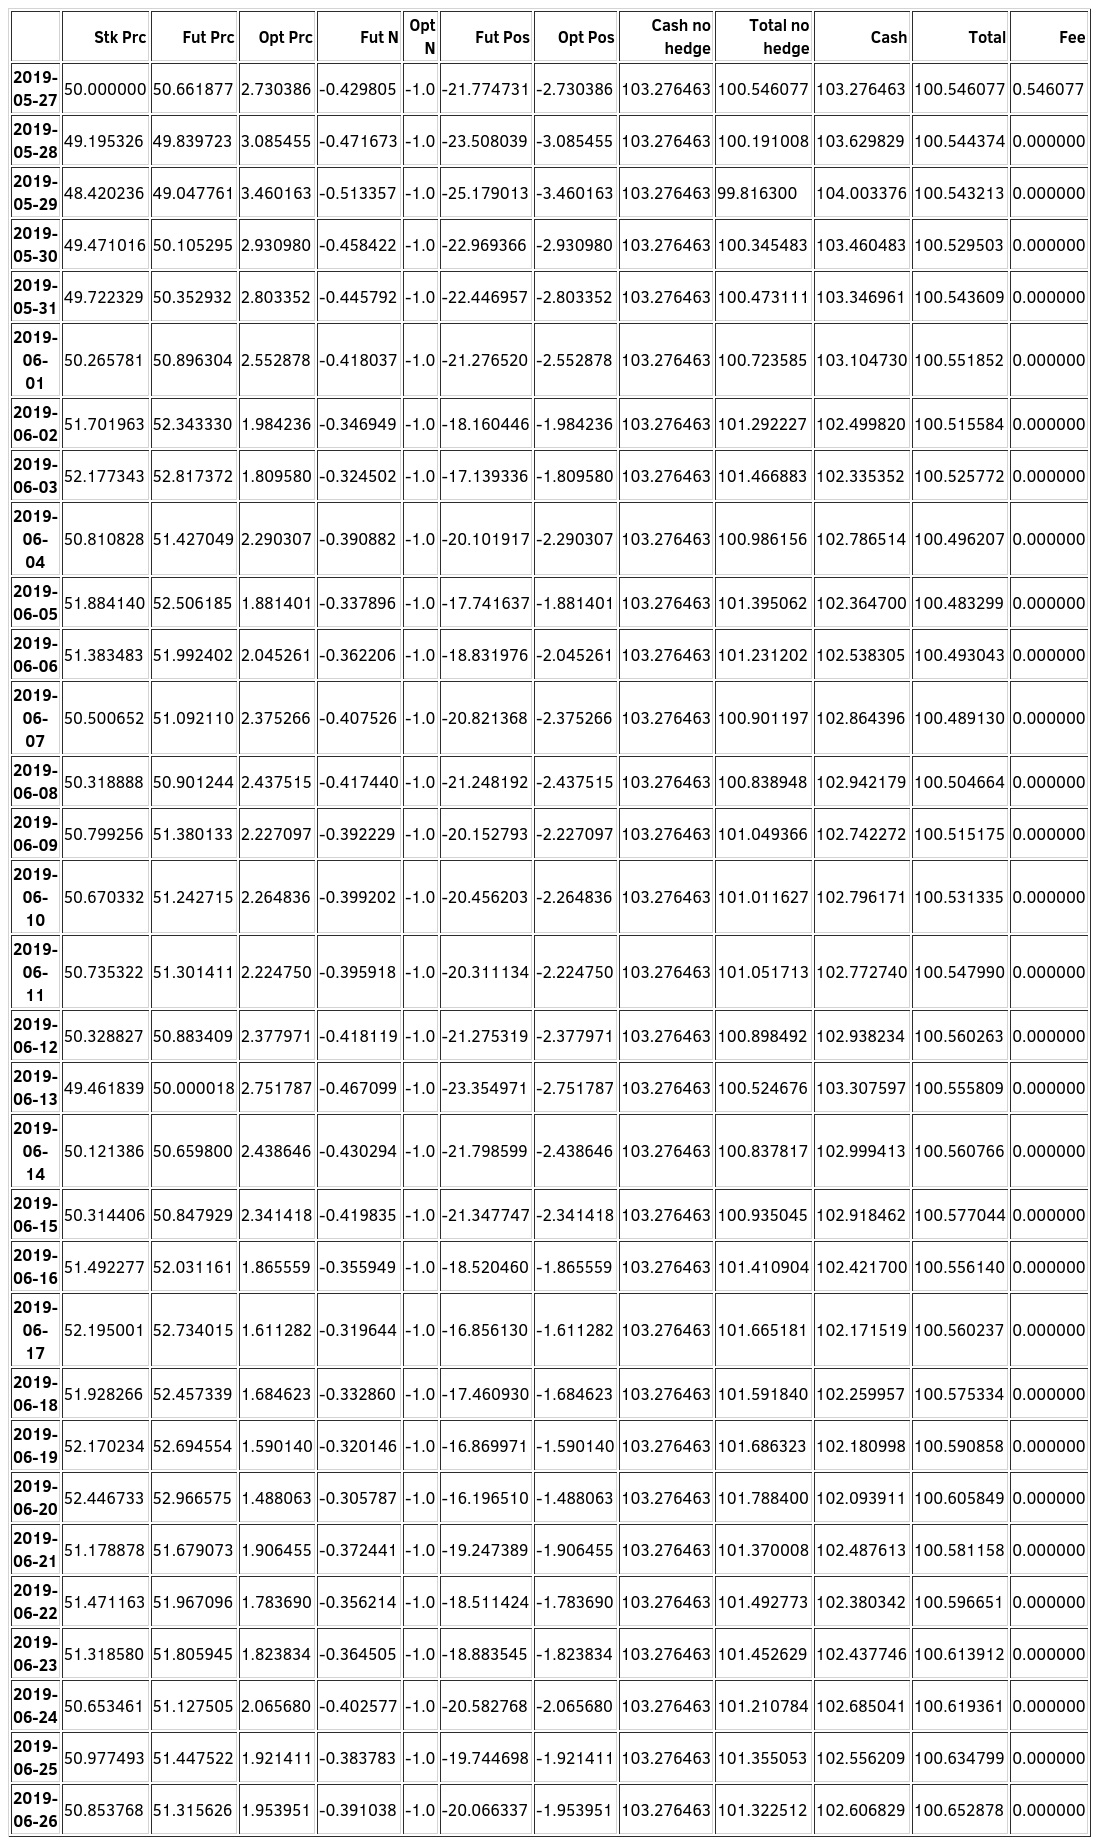 Stk Prc Fut Prc Opt Prc Fut N Opt N Fut Pos Opt Pos Cash no hedge Total no hedge Cash Total Fee
2019-05-27 50.000000 50.661877 2.730386 -0.429805 -1.0 -21.774731 -2.730386 103.276463 100.546077 103.276463 100.546077 0.546077
2019-05-28 49.195326 49.839723 3.085455 -0.471673 -1.0 -23.508039 -3.085455 103.276463 100.191008 103.629829 100.544374 0.000000
2019-05-29 48.420236 49.047761 3.460163 -0.513357 -1.0 -25.179013 -3.460163 103.276463 99.816300 104.003376 100.543213 0.000000
2019-05-30 49.471016 50.105295 2.930980 -0.458422 -1.0 -22.969366 -2.930980 103.276463 100.345483 103.460483 100.529503 0.000000
2019-05-31 49.722329 50.352932 2.803352 -0.445792 -1.0 -22.446957 -2.803352 103.276463 100.473111 103.346961 100.543609 0.000000
2019-06-01 50.265781 50.896304 2.552878 -0.418037 -1.0 -21.276520 -2.552878 103.276463 100.723585 103.104730 100.551852 0.000000
2019-06-02 51.701963 52.343330 1.984236 -0.346949 -1.0 -18.160446 -1.984236 103.276463 101.292227 102.499820 100.515584 0.000000
2019-06-03 52.177343 52.817372 1.809580 -0.324502 -1.0 -17.139336 -1.809580 103.276463 101.466883 102.335352 100.525772 0.000000
2019-06-04 50.810828 51.427049 2.290307 -0.390882 -1.0 -20.101917 -2.290307 103.276463 100.986156 102.786514 100.496207 0.000000
2019-06-05 51.884140 52.506185 1.881401 -0.337896 -1.0 -17.741637 -1.881401 103.276463 101.395062 102.364700 100.483299 0.000000
2019-06-06 51.383483 51.992402 2.045261 -0.362206 -1.0 -18.831976 -2.045261 103.276463 101.231202 102.538305 100.493043 0.000000
2019-06-07 50.500652 51.092110 2.375266 -0.407526 -1.0 -20.821368 -2.375266 103.276463 100.901197 102.864396 100.489130 0.000000
2019-06-08 50.318888 50.901244 2.437515 -0.417440 -1.0 -21.248192 -2.437515 103.276463 100.838948 102.942179 100.504664 0.000000
2019-06-09 50.799256 51.380133 2.227097 -0.392229 -1.0 -20.152793 -2.227097 103.276463 101.049366 102.742272 100.515175 0.000000
2019-06-10 50.670332 51.242715 2.264836 -0.399202 -1.0 -20.456203 -2.264836 103.276463 101.011627 102.796171 100.531335 0.000000
2019-06-11 50.735322 51.301411 2.224750 -0.395918 -1.0 -20.311134 -2.224750 103.276463 101.051713 102.772740 100.547990 0.000000
2019-06-12 50.328827 50.883409 2.377971 -0.418119 -1.0 -21.275319 -2.377971 103.276463 100.898492 102.938234 100.560263 0.000000
2019-06-13 49.461839 50.000018 2.751787 -0.467099 -1.0 -23.354971 -2.751787 103.276463 100.524676 103.307597 100.555809 0.000000
2019-06-14 50.121386 50.659800 2.438646 -0.430294 -1.0 -21.798599 -2.438646 103.276463 100.837817 102.999413 100.560766 0.000000
2019-06-15 50.314406 50.847929 2.341418 -0.419835 -1.0 -21.347747 -2.341418 103.276463 100.935045 102.918462 100.577044 0.000000
2019-06-16 51.492277 52.031161 1.865559 -0.355949 -1.0 -18.520460 -1.865559 103.276463 101.410904 102.421700 100.556140 0.000000
2019-06-17 52.195001 52.734015 1.611282 -0.319644 -1.0 -16.856130 -1.611282 103.276463 101.665181 102.171519 100.560237 0.000000
2019-06-18 51.928266 52.457339 1.684623 -0.332860 -1.0 -17.460930 -1.684623 103.276463 101.591840 102.259957 100.575334 0.000000
2019-06-19 52.170234 52.694554 1.590140 -0.320146 -1.0 -16.869971 -1.590140 103.276463 101.686323 102.180998 100.590858 0.000000
2019-06-20 52.446733 52.966575 1.488063 -0.305787 -1.0 -16.196510 -1.488063 103.276463 101.788400 102.093911 100.605849 0.000000
2019-06-21 51.178878 51.679073 1.906455 -0.372441 -1.0 -19.247389 -1.906455 103.276463 101.370008 102.487613 100.581158 0.000000
2019-06-22 51.471163 51.967096 1.783690 -0.356214 -1.0 -18.511424 -1.783690 103.276463 101.492773 102.380342 100.596651 0.000000
2019-06-23 51.318580 51.805945 1.823834 -0.364505 -1.0 -18.883545 -1.823834 103.276463 101.452629 102.437746 100.613912 0.000000
2019-06-24 50.653461 51.127505 2.065680 -0.402577 -1.0 -20.582768 -2.065680 103.276463 101.210784 102.685041 100.619361 0.000000
2019-06-25 50.977493 51.447522 1.921411 -0.383783 -1.0 -19.744698 -1.921411 103.276463 101.355053 102.556209 100.634799 0.000000
2019-06-26 50.853768 51.315626 1.953951 -0.391038 -1.0 -20.066337 -1.953951 103.276463 101.322512 102.606829 100.652878 0.000000